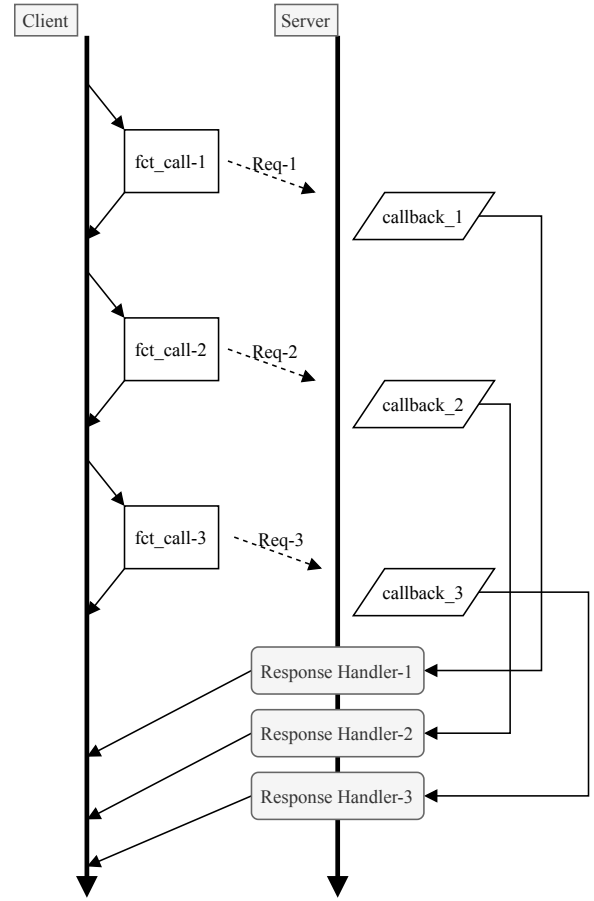 Client
Server
fct_call-1
Req-1
callback_1
fct_call-2
Req-2
callback_2
fct_call-3
Req-3
callback_3
Response Handler-1
Response Handler-2
Response Handler-3